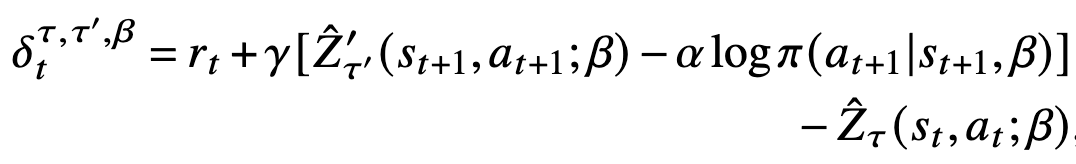 δ_t^{τ,τ′,β} = r_t + γ[Ẑ′_{τ′}(s_{t+1}, a_{t+1}; β) − α log π(a_{t+1}|s_{t+1}, β)]
− Ẑ_τ(s_t, a_t; β),